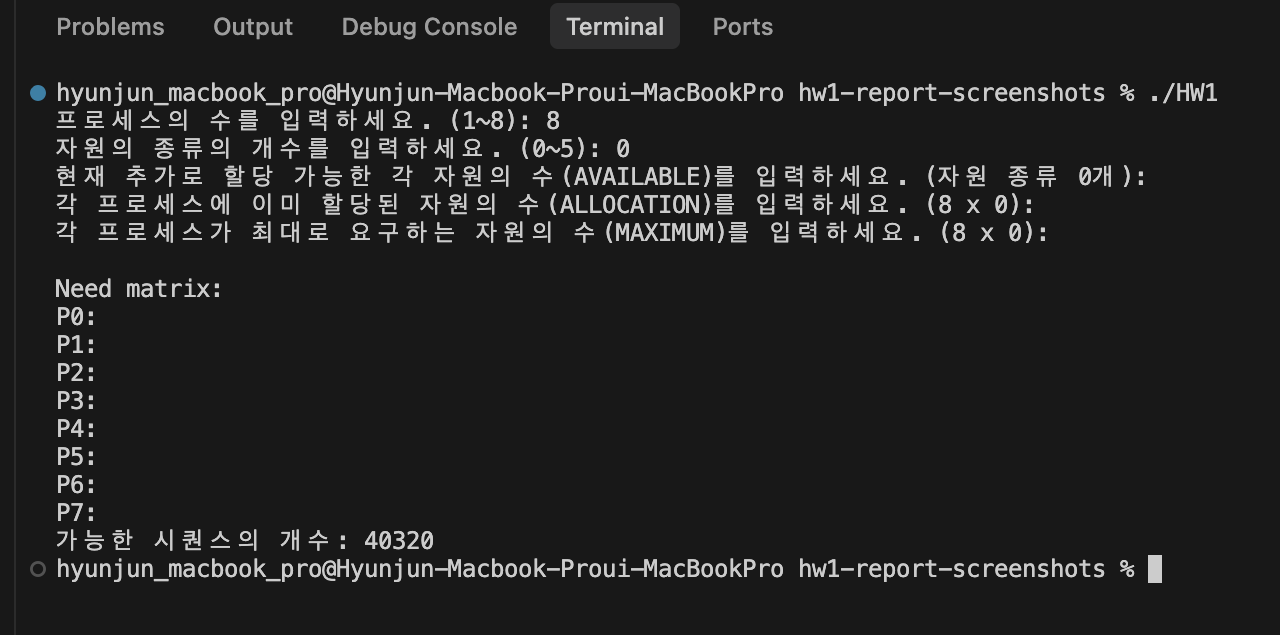 Problems Output Debug Console Terminal Ports
hyunjun_macbook_pro@Hyunjun-Macbook-Proui-MacBookPro hw1-report-screenshots % ./HW1
프로세스의 수를 입력하세요. (1~8): 8
자원의 종류의 개수를 입력하세요. (0~5): 0
현재 추가로 할당 가능한 각 자원의 수(AVAILABLE)를 입력하세요. (자원 종류 0개):
각 프로세스에 이미 할당된 자원의 수(ALLOCATION)를 입력하세요. (8 x 0):
각 프로세스가 최대로 요구하는 자원의 수(MAXIMUM)를 입력하세요. (8 x 0):
Need matrix:
P0:
P1:
P2:
P3:
P4:
P5:
P6:
P7:
가능한 시퀀스의 개수: 40320
hyunjun_macbook_pro@Hyunjun-Macbook-Proui-MacBookPro hw1-report-screenshots %